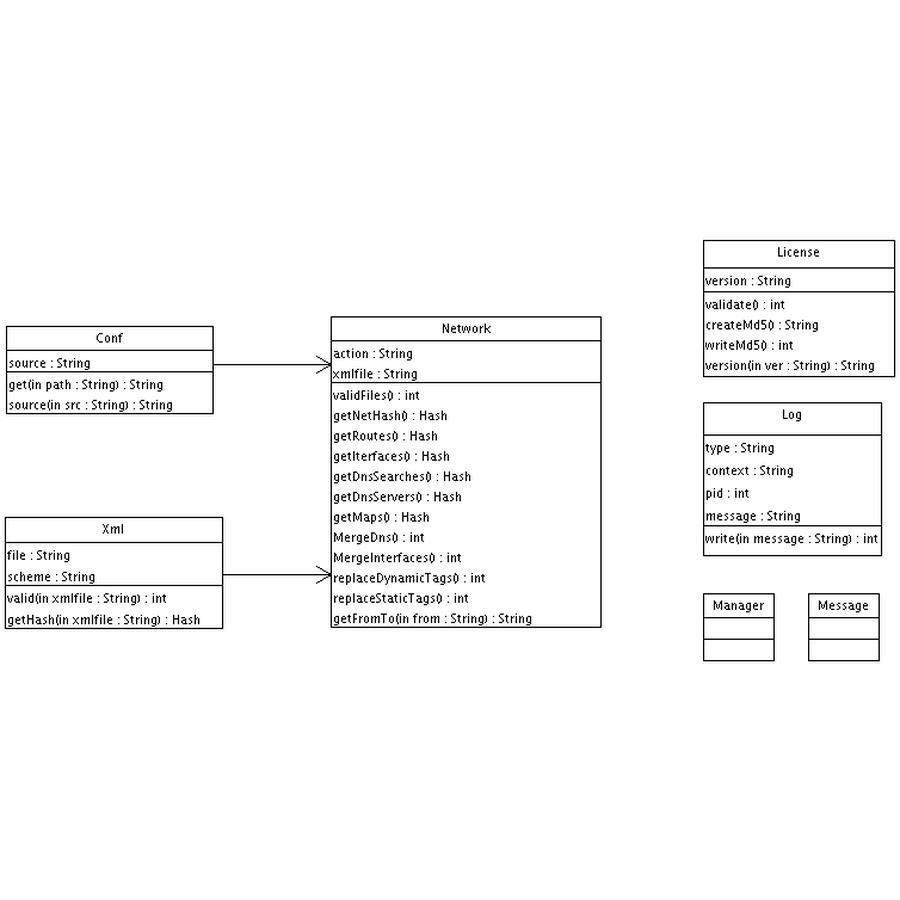 Conf
source : String
get(in path : String) : String
source(in src : String) : String
Xml
file : String
scheme : String
valid(in xmlfile : String) : int
getHash(in xmlfile : String) : Hash
Network
action : String
xmlfile : String
validFiles() : int
getNetHash() : Hash
getRoutes() : Hash
getIterfaces() : Hash
getDnsSearches() : Hash
getDnsServers() : Hash
getMaps() : Hash
MergeDns() : int
MergeInterfaces() : int
replaceDynamicTags() : int
replaceStaticTags() : int
getFromTo(in from : String) : String
License
version : String
validate() : int
createMd5() : String
writeMd5() : int
version(in ver : String) : String
Log
type : String
context : String
pid : int
message : String
write(in message : String) : int
Manager
Message